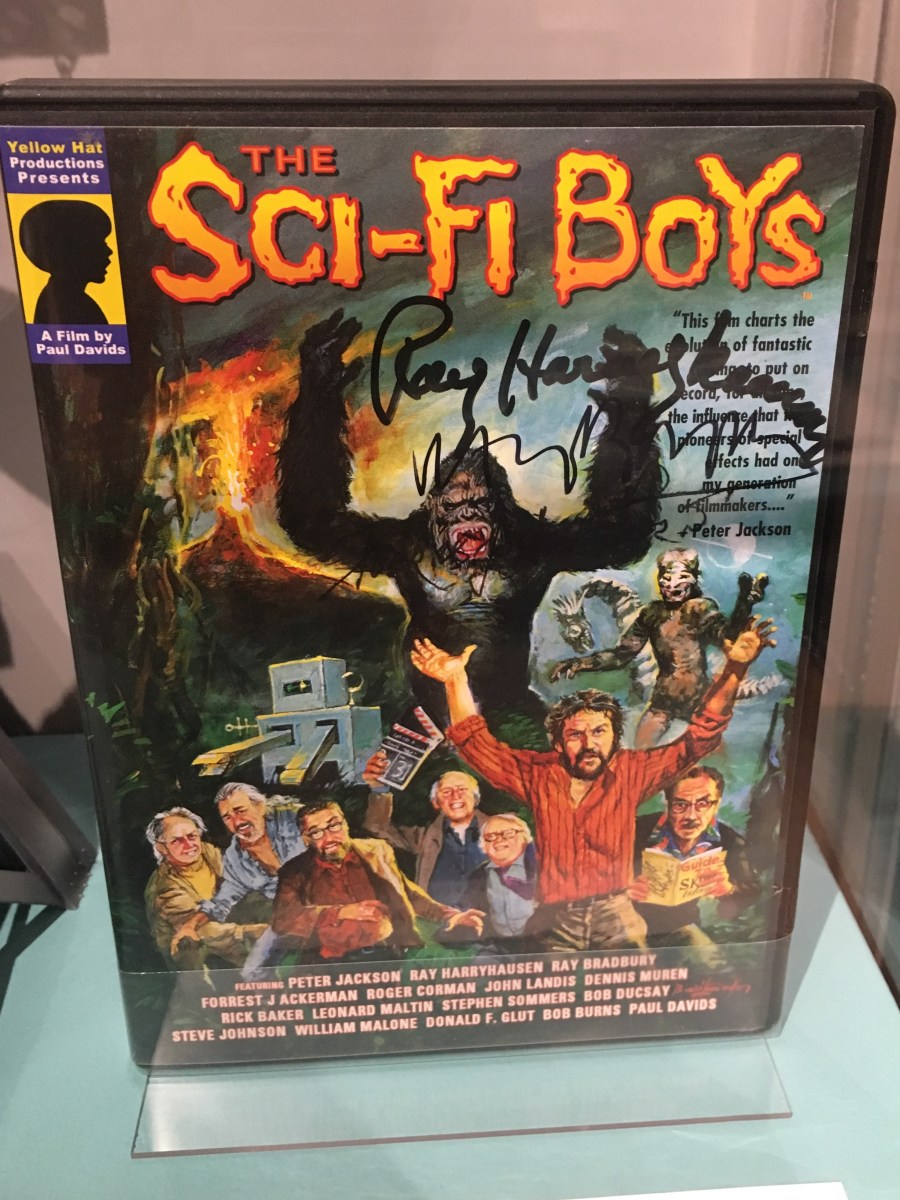 Yellow Hat
Productions
Presents
A Film by
Paul Davids
THE
SCI-FI BOYS
TM
Ray Harryhausen
"This film charts the
of fantastic
to put on
the influence that
pioneers of special
effects had on
my generation
of filmmakers...."
Peter Jackson
Guide
FEATURING PETER JACKSON RAY HARRYHAUSEN RAY BRADBURY
FORREST J ACKERMAN ROGER CORMAN JOHN LANDIS DENNIS MUREN
RICK BAKER LEONARD MALTIN STEPHEN SOMMERS BOB DUCSAY
STEVE JOHNSON WILLIAM MALONE DONALD F. GLUT BOB BURNS PAUL DAVIDS